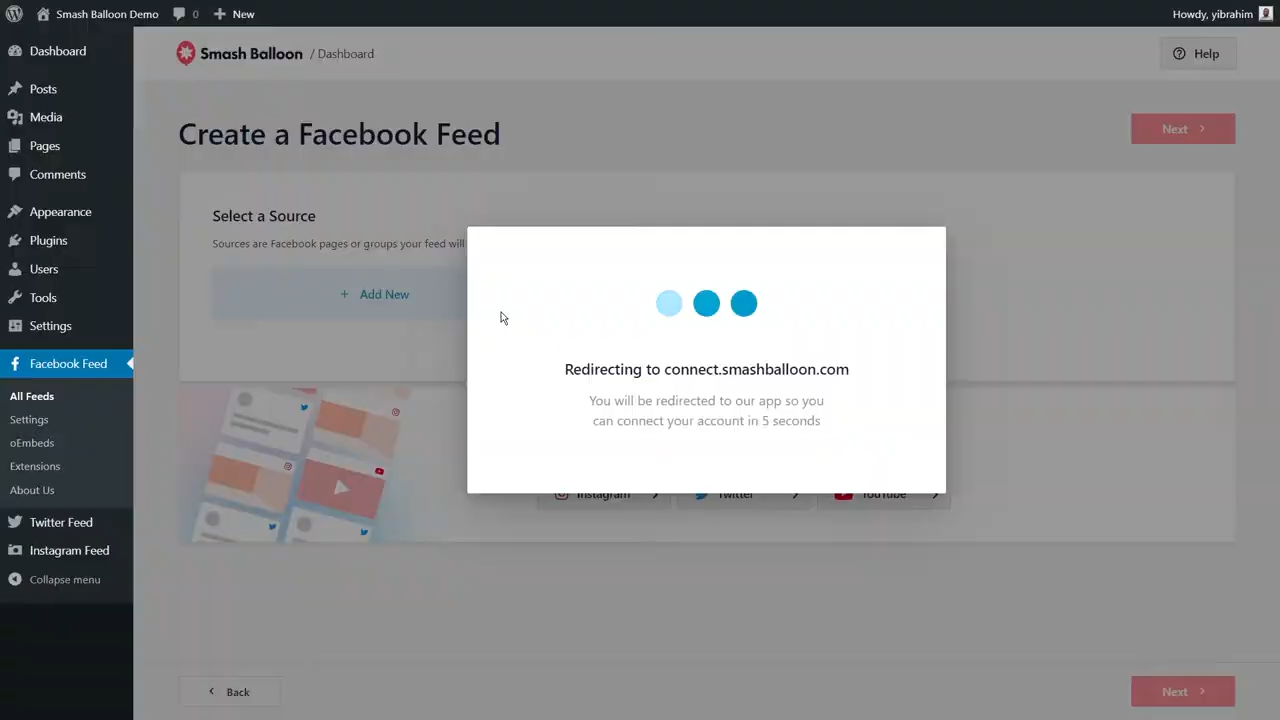 Smash Balloon Demo
0
New
Howdy, yibrahim
Dashboard
Posts
Media
Pages
Comments
Appearance
Plugins
Users
Tools
Settings
Facebook Feed
All Feeds
Settings
oEmbeds
Extensions
About Us
Twitter Feed
Instagram Feed
Collapse menu
Smash Balloon / Dashboard
Help
Create a Facebook Feed
Next
Select a Source
Sources are Facebook pages or groups your feed will
+ Add New
Redirecting to connect.smashballoon.com
You will be redirected to our app so you
can connect your account in 5 seconds
Instagram
Twitter
YouTube
Back
Next